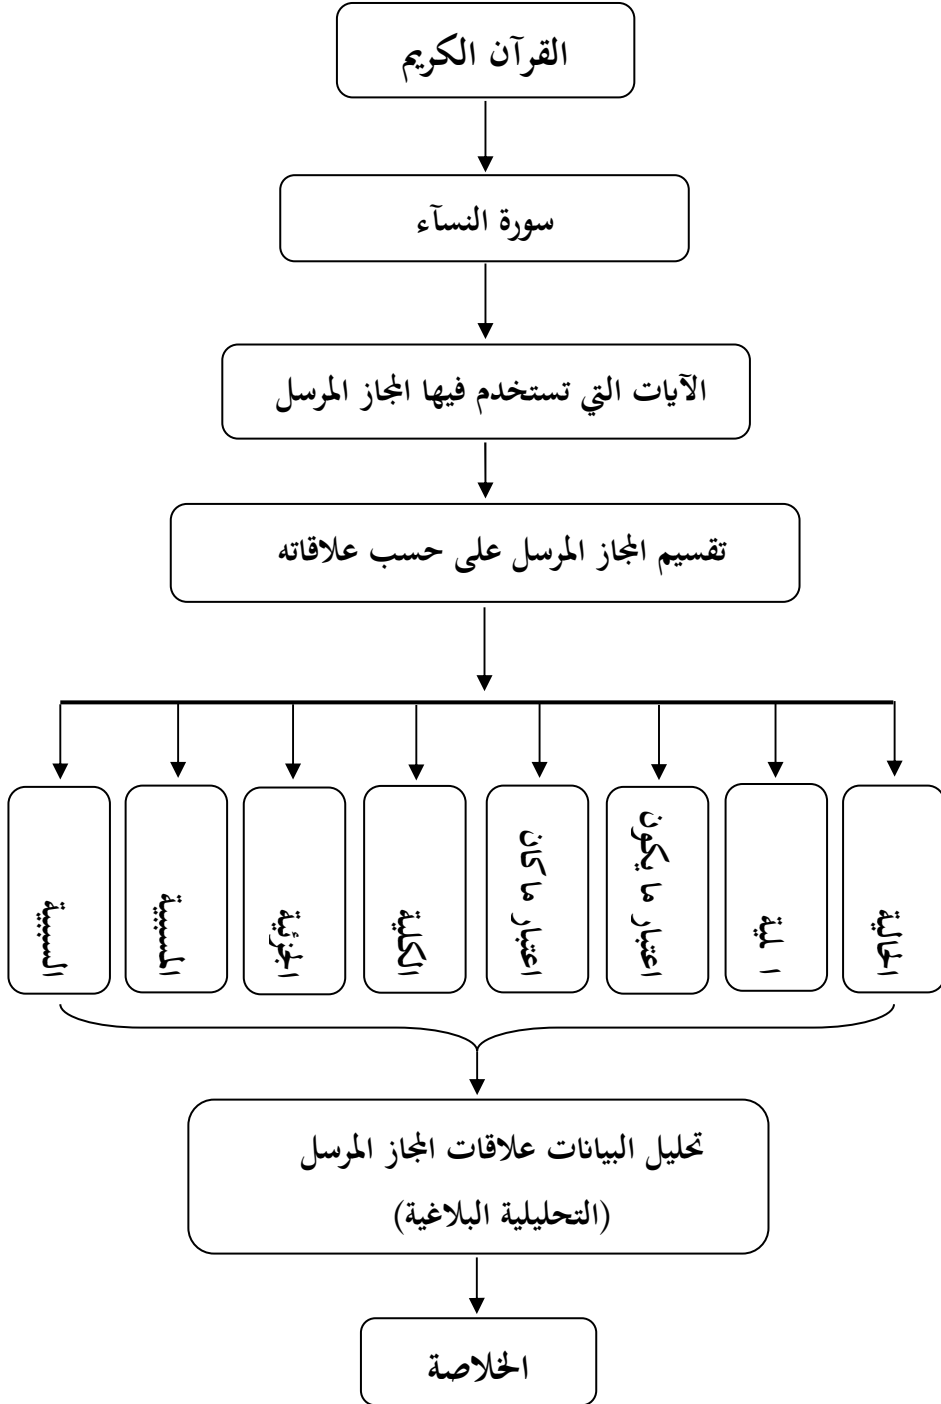 القرآن الكريم
سورة النسآء
الآيات التي تستخدم فيها المجاز المرسل
تقسيم المجاز المرسل على حسب علاقاته
الحالية
ا لية
اعتبار ما يكون
اعتبار ما كان
الكلية
الجزئية
المسببية
السببية
تحليل البيانات علاقات المجاز المرسل
(التحليلية البلاغية)
الخلاصة